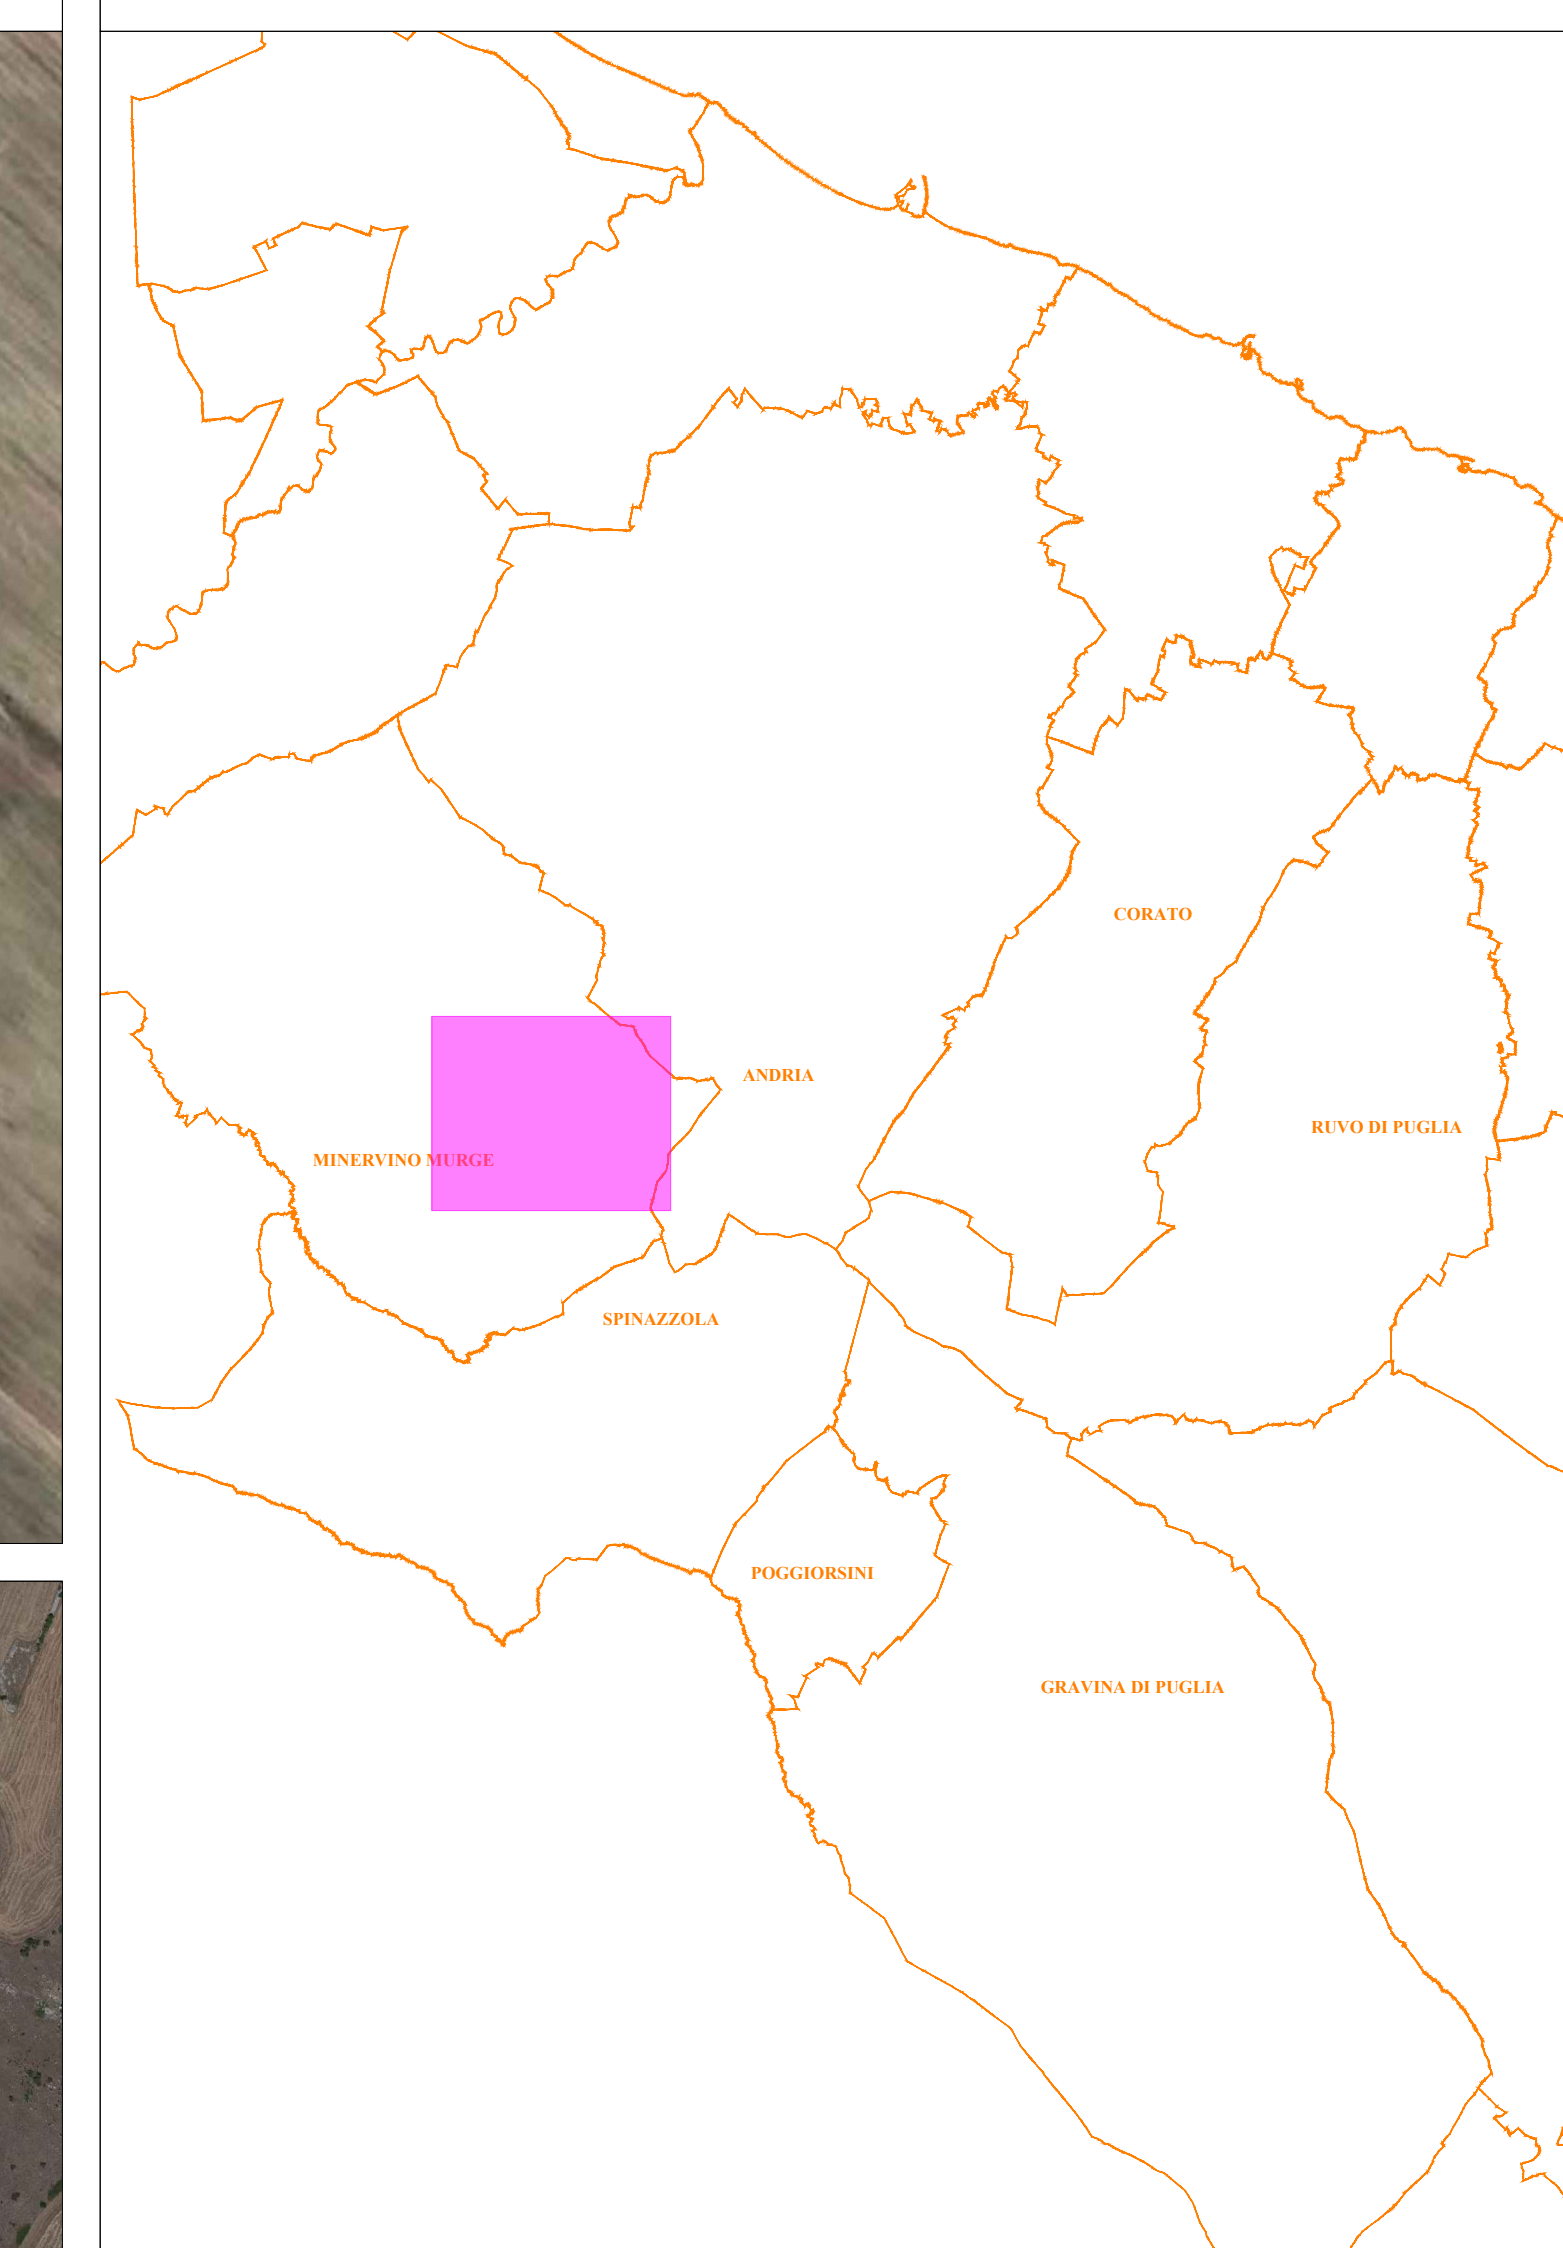 CORATO
ANDRIA
RUVO DI PUGLIA
MINERVINO MURGE
SPINAZZOLA
POGGIORSINI
GRAVINA DI PUGLIA